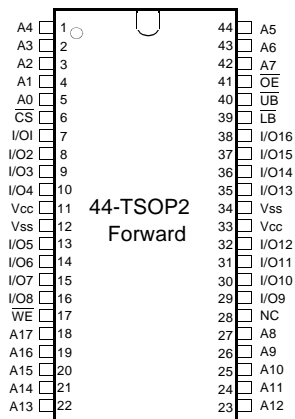 A4 1 44 A5
A3 2 43 A6
A2 3 42 A7
A1 4 41 OE
A0 5 40 UB
CS 6 39 LB
I/OI 7 38 I/O16
I/O2 8 37 I/O15
I/O3 9 36 I/O14
I/O4 10 35 I/O13
Vcc 11 34 Vss
44-TSOP2
Vss 12 33 Vcc
Forward
I/O5 13 32 I/O12
I/O6 14 31 I/O11
I/O7 15 30 I/O10
I/O8 16 29 I/O9
WE 17 28 NC
A17 18 27 A8
A16 19 26 A9
A15 20 25 A10
A14 21 24 A11
A13 22 23 A12